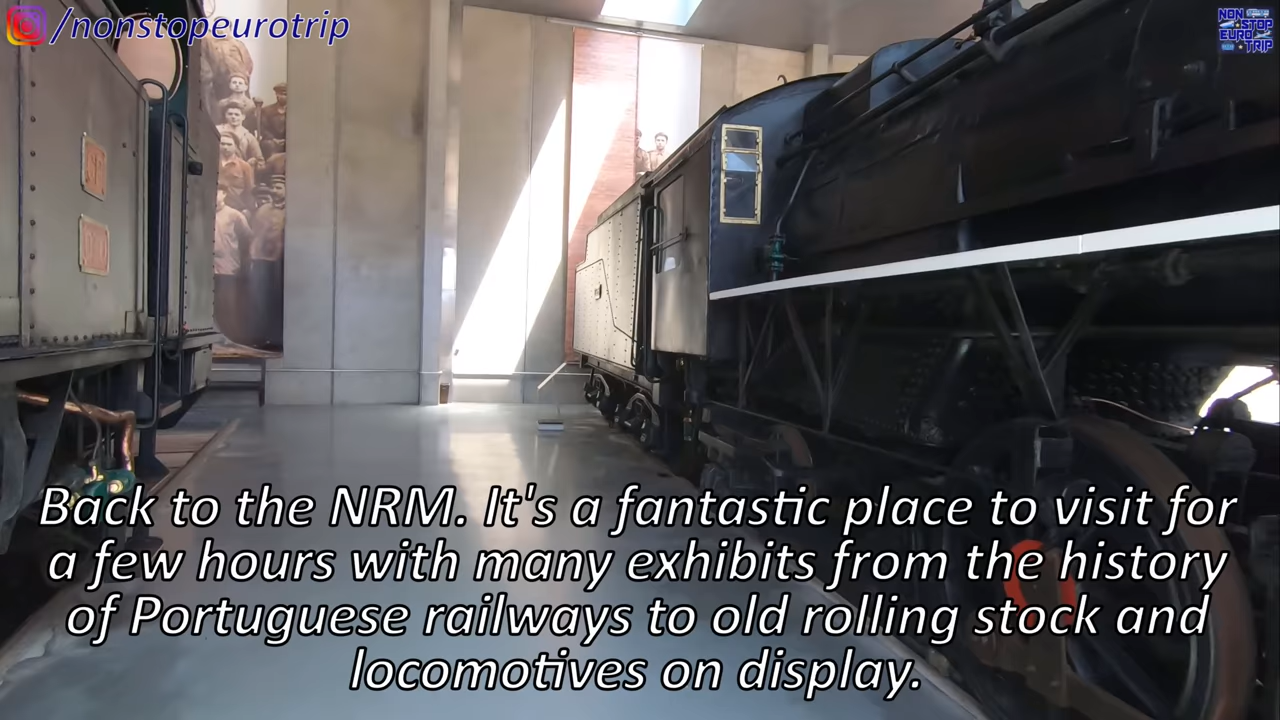 /nonstopeurotrip
NON
STOP
EURO
TRIP
Back to the NRM. It's a fantastic place to visit for
a few hours with many exhibits from the history
of Portuguese railways to old rolling stock and
locomotives on display.